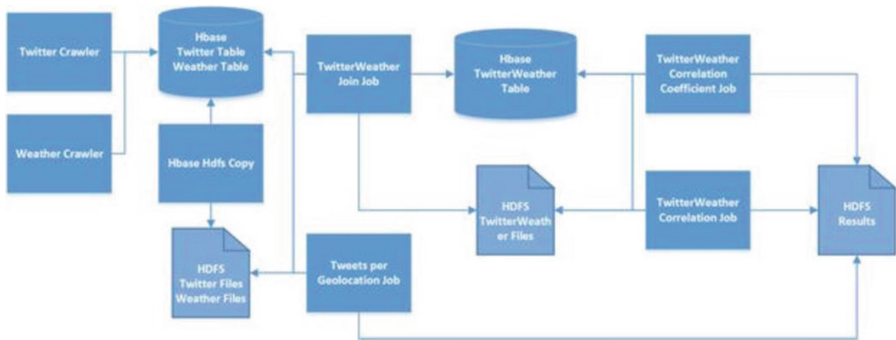 Twitter Crawler
Weather Crawler
Hbase
Twitter Table
Weather Table
Hbase Hdfs Copy
HDFS
Twitter Files
Weather Files
TwitterWeather
Join Job
Tweets per
Geolocation Job
Hbase
TwitterWeather
Table
HDFS
TwitterWeath
er Files
TwitterWeather
Correlation
Coefficient Job
TwitterWeather
Correlation Job
HDFS
Results